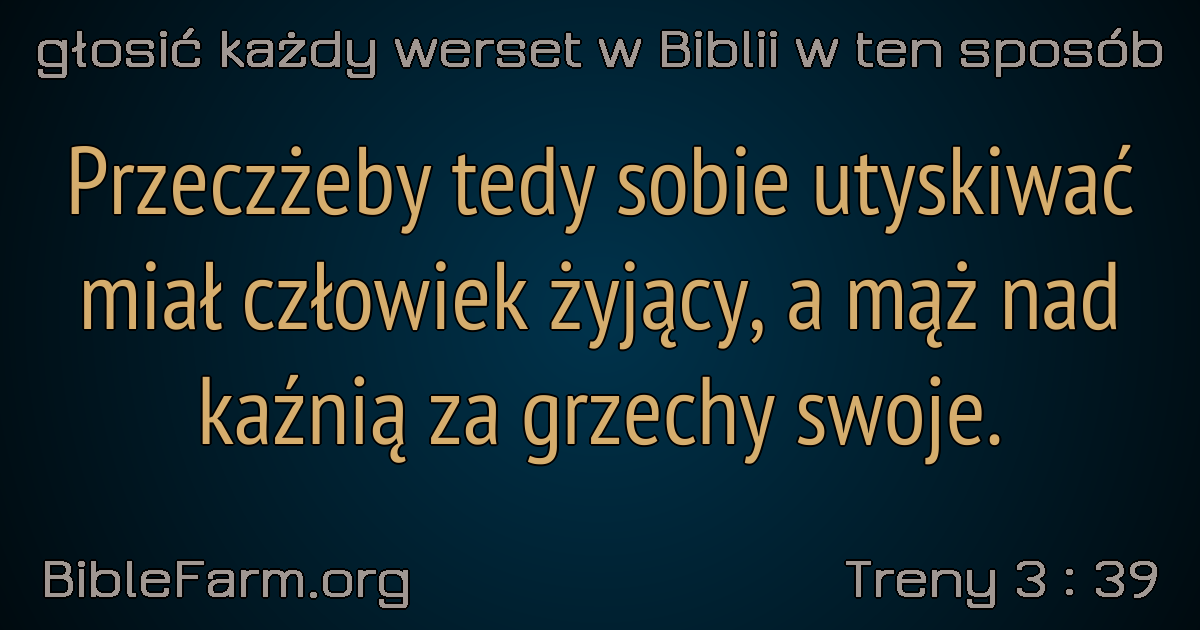 głosić każdy werset w Biblii w ten sposób
Przeczżeby tedy sobie utyskiwać
miał człowiek żyjący, a mąż nad
kaźnią za grzechy swoje.
BibleFarm.org
Treny 3 : 39